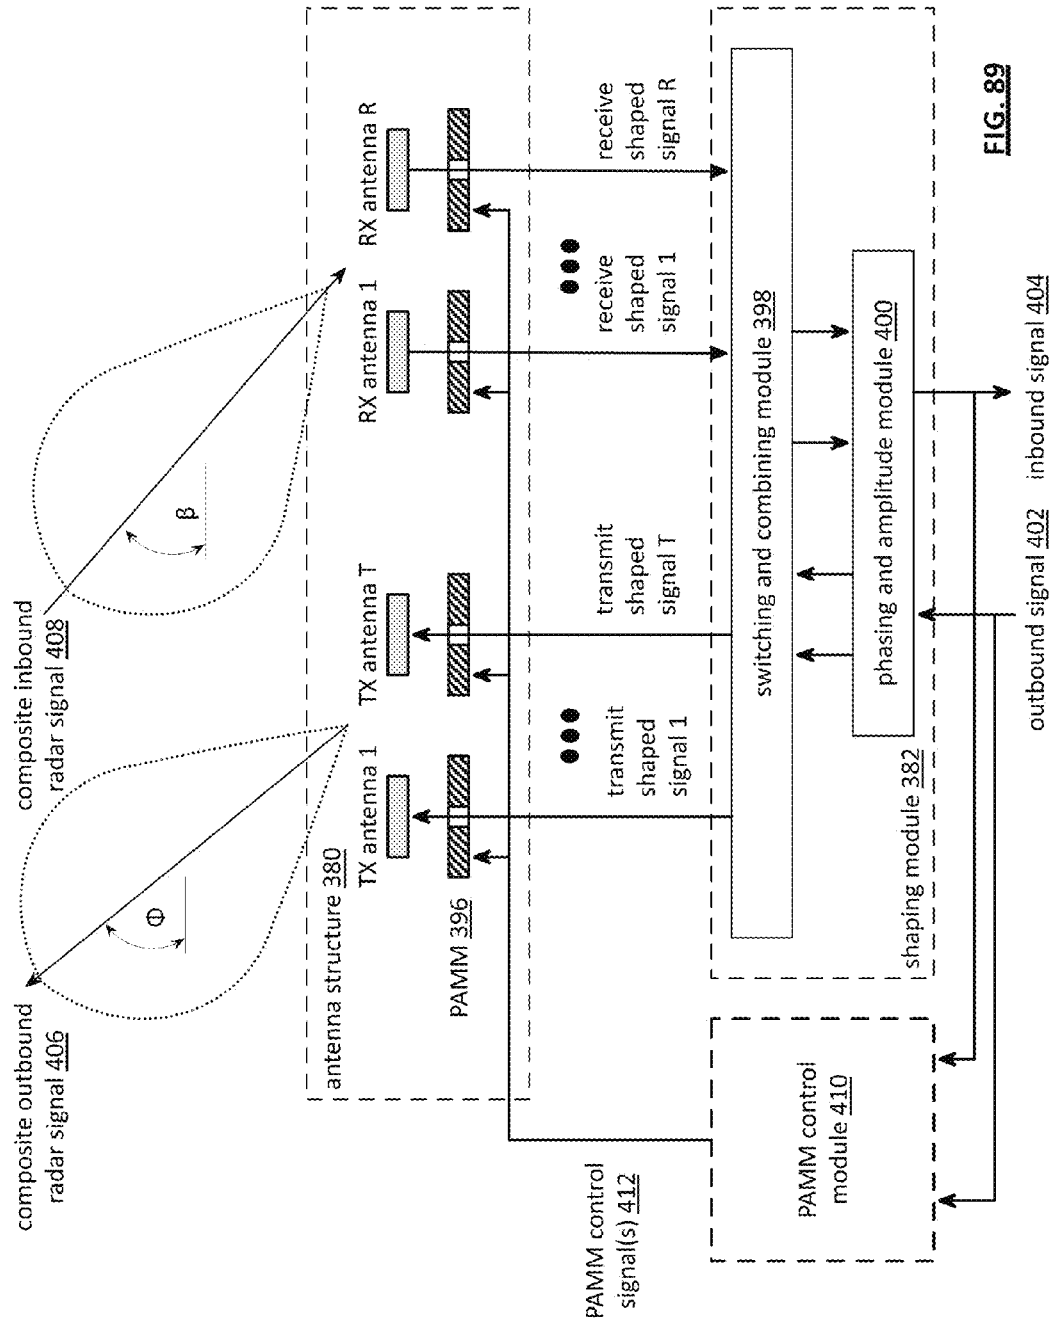 composite outbound
radar signal 406
composite inbound
radar signal 408
Φ
β
antenna structure 380
TX antenna 1
TX antenna T
RX antenna 1
RX antenna R
PAMM 396
PAMM control
signal(s) 412
transmit
shaped
signal 1
transmit
shaped
signal T
receive
shaped
signal 1
receive
shaped
signal R
switching and combining module 398
phasing and amplitude module 400
shaping module 382
PAMM control
module 410
outbound signal 402
inbound signal 404
FIG. 89